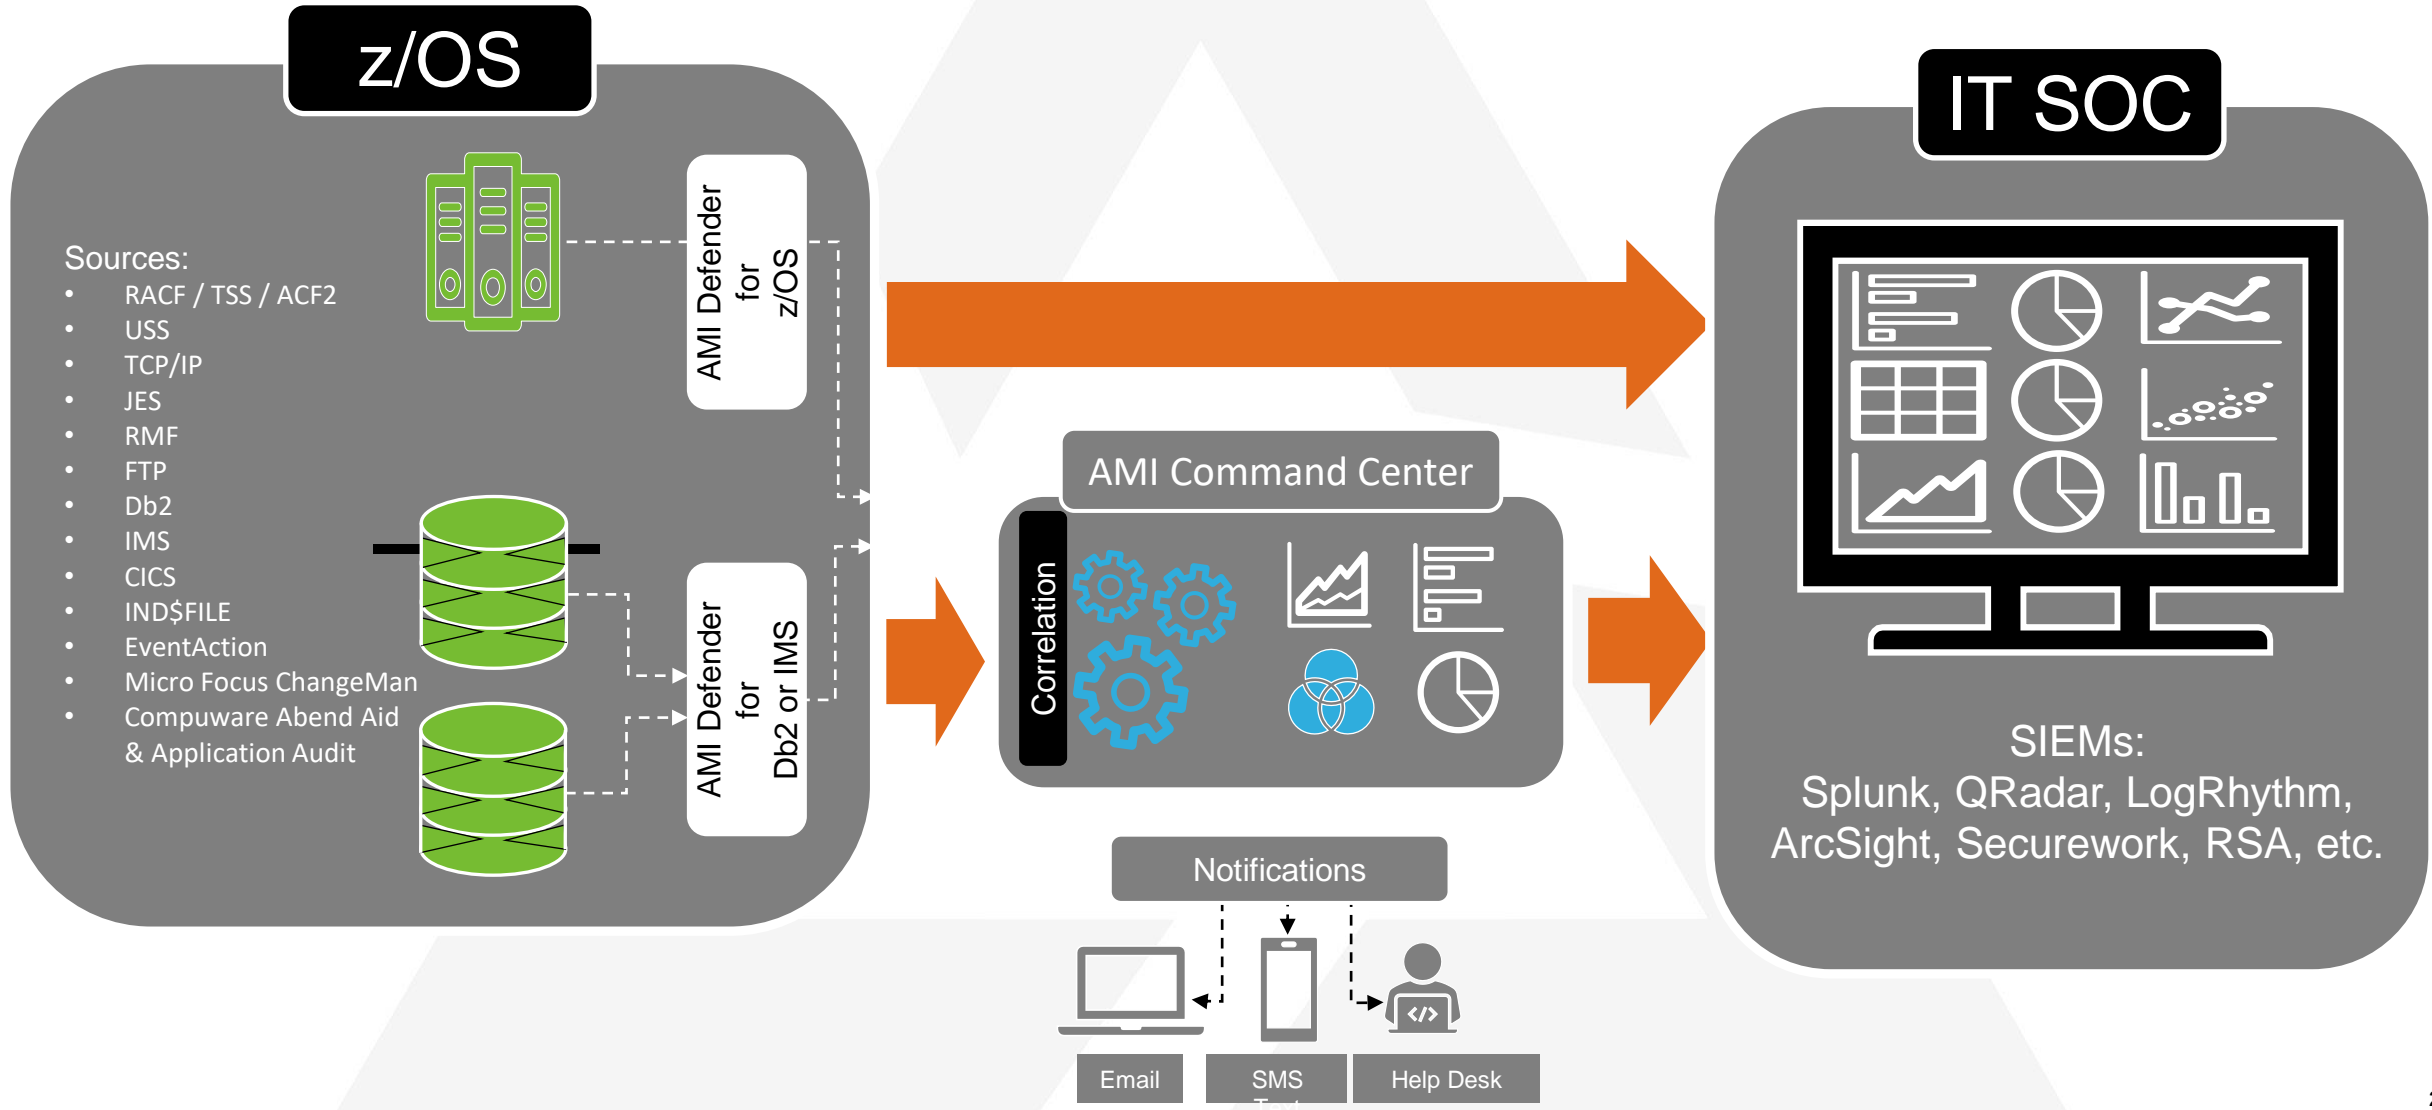 z/OS
Sources:
• RACF / TSS / ACF2
• USS
• TCP/IP
• JES
• RMF
• FTP
• Db2
• IMS
• CICS
• IND$FILE
• EventAction
• Micro Focus ChangeMan
• Compuware Abend Aid
& Application Audit
AMI Defender
for
z/OS
AMI Defender
for
Db2 or IMS
AMI Command Center
Correlation
Notifications
</>
Email
SMS
Text
Help Desk
IT SOC
SIEMs:
Splunk, QRadar, LogRhythm,
ArcSight, Securework, RSA, etc.